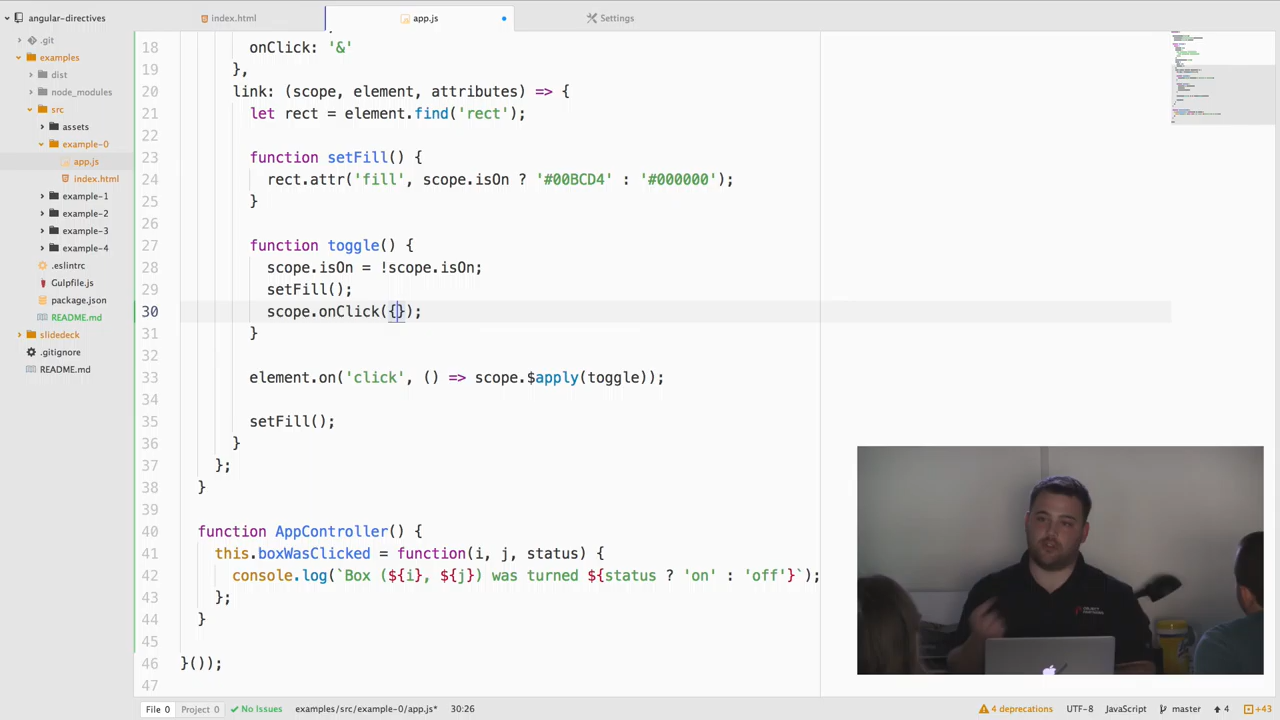 angular-directives
index.html
app.js
Settings
.git
examples
dist
node_modules
src
assets
example-0
app.js
index.html
example-1
example-2
example-3
example-4
.eslintrc
Gulpfile.js
package.json
README.md
slidedeck
.gitignore
README.md
18 onClick: '&'
19 },
20 link: (scope, element, attributes) => {
21 let rect = element.find('rect');
22
23 function setFill() {
24 rect.attr('fill', scope.isOn ? '#00BCD4' : '#000000');
25 }
26
27 function toggle() {
28 scope.isOn = !scope.isOn;
29 setFill();
30 scope.onClick({});
31 }
32
33 element.on('click', () => scope.$apply(toggle));
34
35 setFill();
36 }
37 };
38 }
39
40 function AppController() {
41 this.boxWasClicked = function(i, j, status) {
42 console.log(`Box (${i}, ${j}) was turned ${status ? 'on' : 'off'}`);
43 };
44 }
45
46 }());
47
File 0 Project 0 No Issues examples/src/example-0/app.js* 30:26 4 deprecations UTF-8 JavaScript master 4 +43